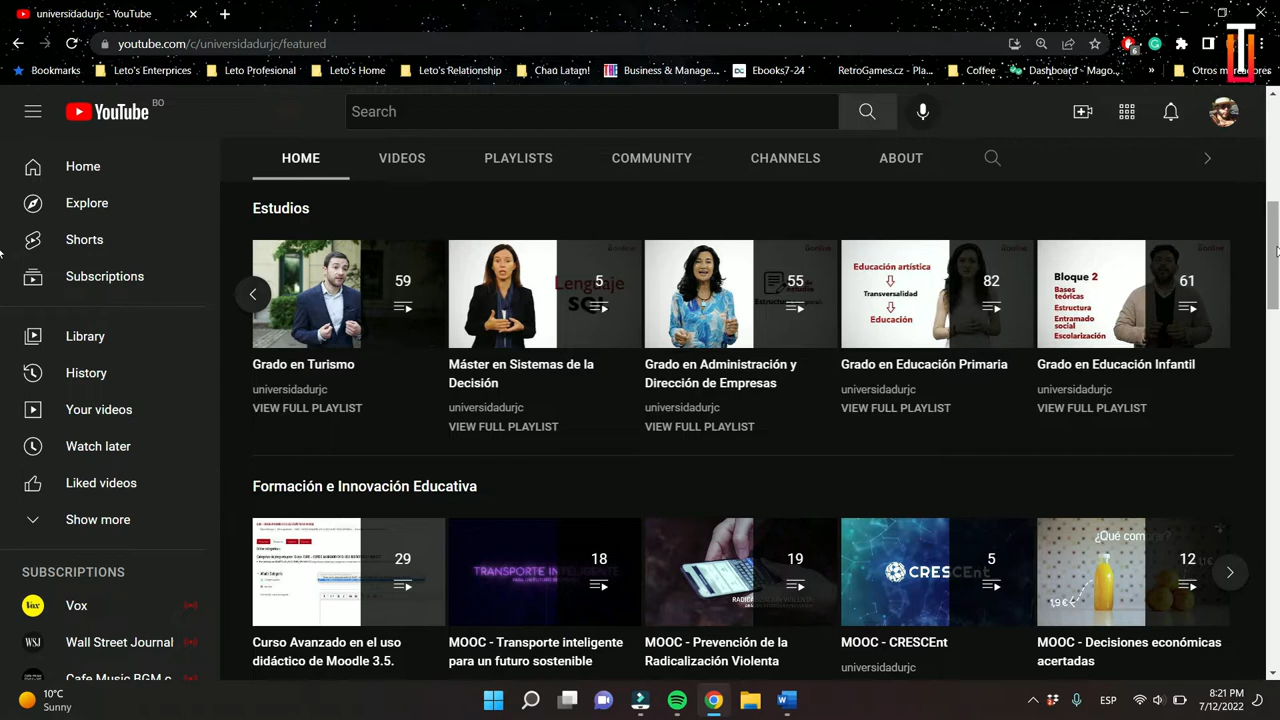 universidadurjc - YouTube
youtube.com/c/universidadurjc/featured
6
Bookmarks
Leto's Enterprices
Leto Profesional
Leto's Home
Leto's Relationship
Business & Manage...
DC Ebooks7-24
RetroGames.cz - Pla...
Coffee
Dashboard - Mago...
»
YouTube BO
Search
Home
Explore
Shorts
Subscriptions
Library
History
Your videos
Watch later
Liked videos
Show more
SUBSCRIPTIONS
Vox
Wall Street Journal
WSJ
Cafe Music BGM c
HOME
VIDEOS
PLAYLISTS
COMMUNITY
CHANNELS
ABOUT
Estudios
59
5
55
Educación artística
Transversalidad
Educación
82
Bloque 2
Bases
teóricas
Estructura
Entramado
social
Escolarización
61
Grado en Turismo
universidadurjc
VIEW FULL PLAYLIST
Máster en Sistemas de la
Decisión
universidadurjc
VIEW FULL PLAYLIST
Grado en Administración y
Dirección de Empresas
universidadurjc
VIEW FULL PLAYLIST
Grado en Educación Primaria
universidadurjc
VIEW FULL PLAYLIST
Grado en Educación Infantil
universidadurjc
VIEW FULL PLAYLIST
Formación e Innovación Educativa
29
TRANSPORTE
CRESCEnt
1,9€
Curso Avanzado en el uso
didáctico de Moodle 3.5.
MOOC - Transporte inteligente
para un futuro sostenible
MOOC - Prevención de la
Radicalización Violenta
MOOC - CRESCEnt
universidadurjc
MOOC - Decisiones económicas
acertadas
10°C
Sunny
ESP
8:21 PM
7/12/2022